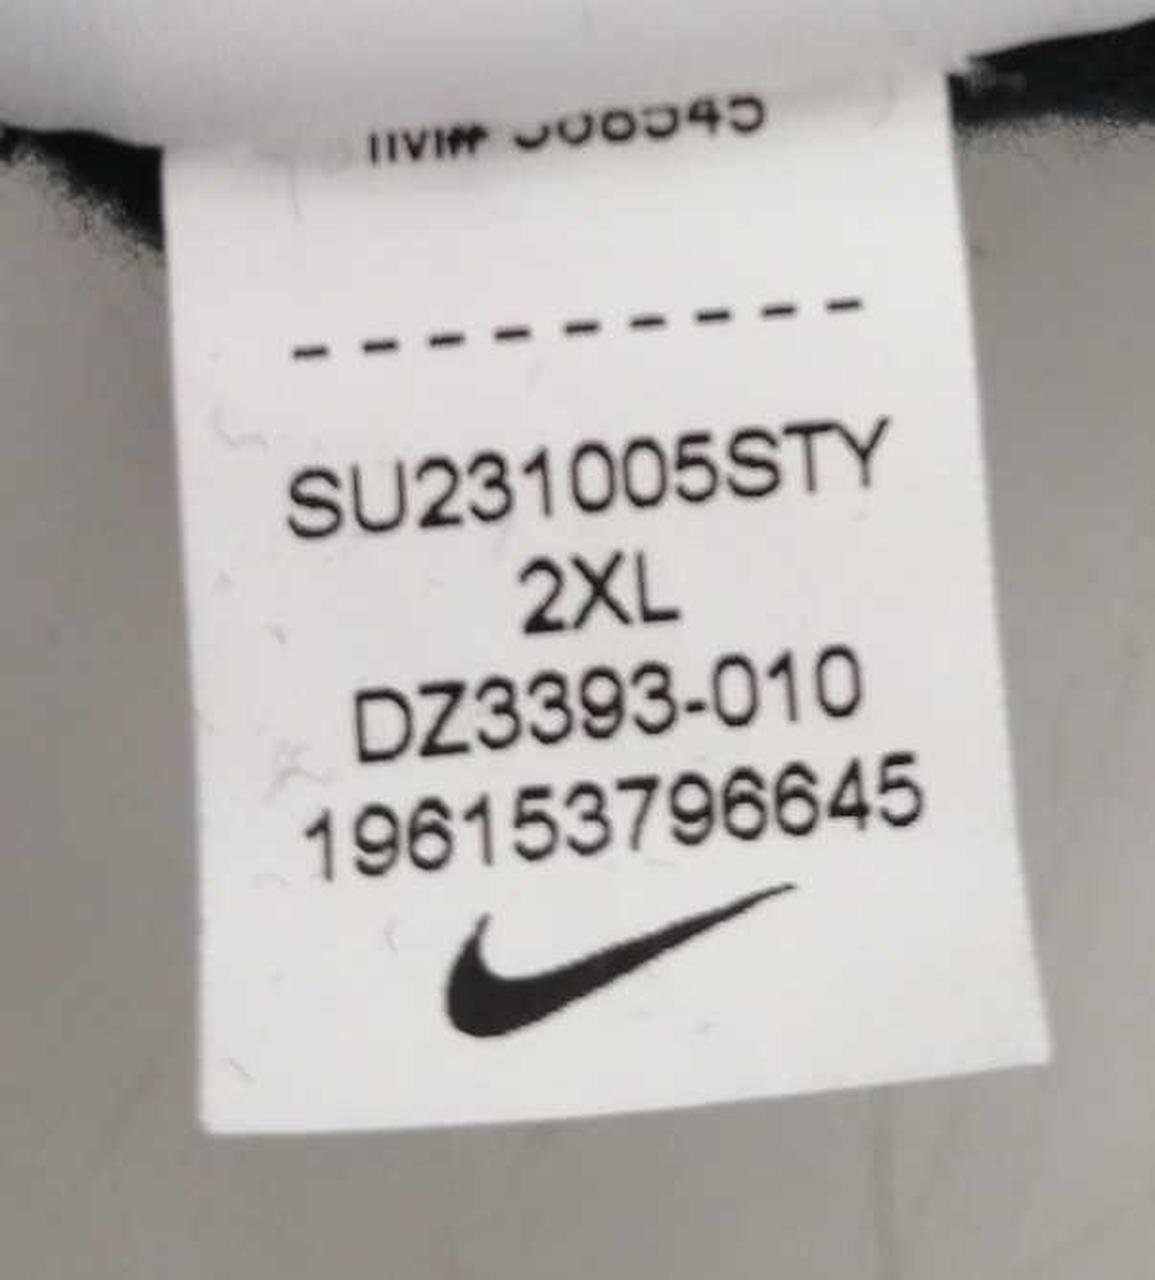 - - - - - - - - -
SU231005STY
2XL
DZ3393-010
196153796645